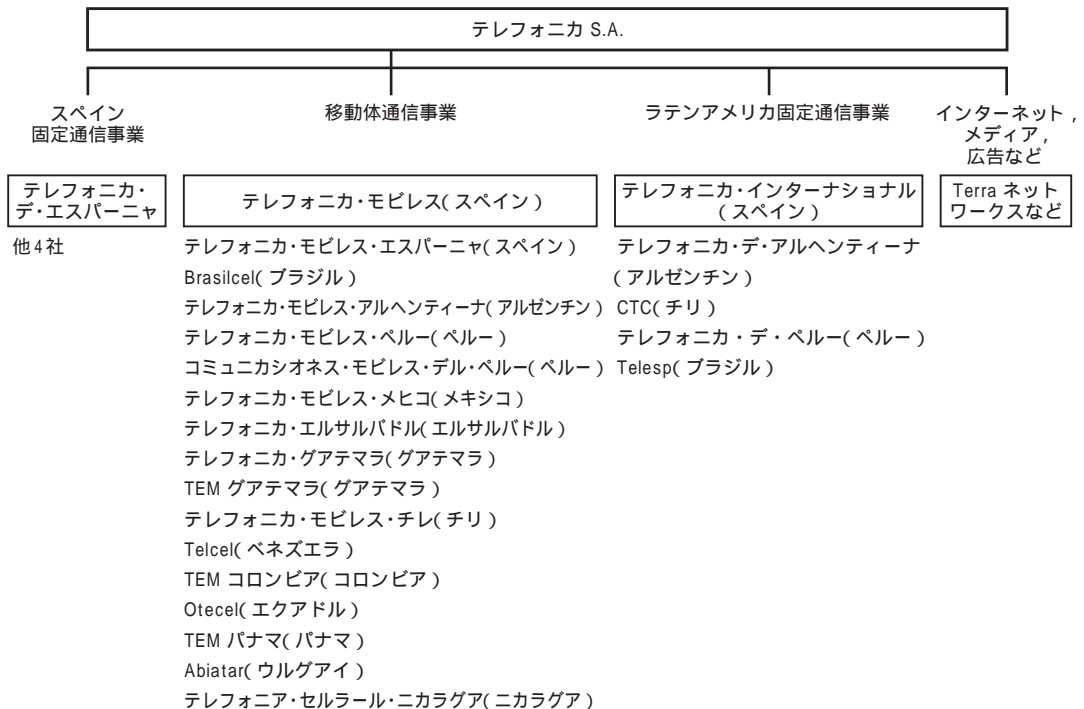 テレフォニカ S.A.
スペイン
固定通信事業
移動体通信事業
ラテンアメリカ固定通信事業
インターネット，
メディア，
広告など
テレフォニカ・
デ・エスパーニャ
テレフォニカ・モビレス（スペイン）
テレフォニカ・インターナショナル
（スペイン）
Terra ネット
ワークスなど
他4社
テレフォニカ・モビレス・エスパーニャ（スペイン）
Brasilcel（ブラジル）
テレフォニカ・モビレス・アルヘンティーナ（アルゼンチン）
テレフォニカ・モビレス・ペルー（ペルー）
コミュニカシオネス・モビレス・デル・ペルー（ペルー）
テレフォニカ・モビレス・メヒコ（メキシコ）
テレフォニカ・エルサルバドル（エルサルバドル）
テレフォニカ・グアテマラ（グアテマラ）
TEM グアテマラ（グアテマラ）
テレフォニカ・モビレス・チレ（チリ）
Telcel（ベネズエラ）
TEM コロンビア（コロンビア）
Otecel（エクアドル）
TEM パナマ（パナマ）
Abiatar（ウルグアイ）
テレフォニア・セルラール・ニカラグア（ニカラグア）
テレフォニカ・デ・アルヘンティーナ
（アルゼンチン）
CTC（チリ）
テレフォニカ・デ・ペルー（ペルー）
Telesp（ブラジル）